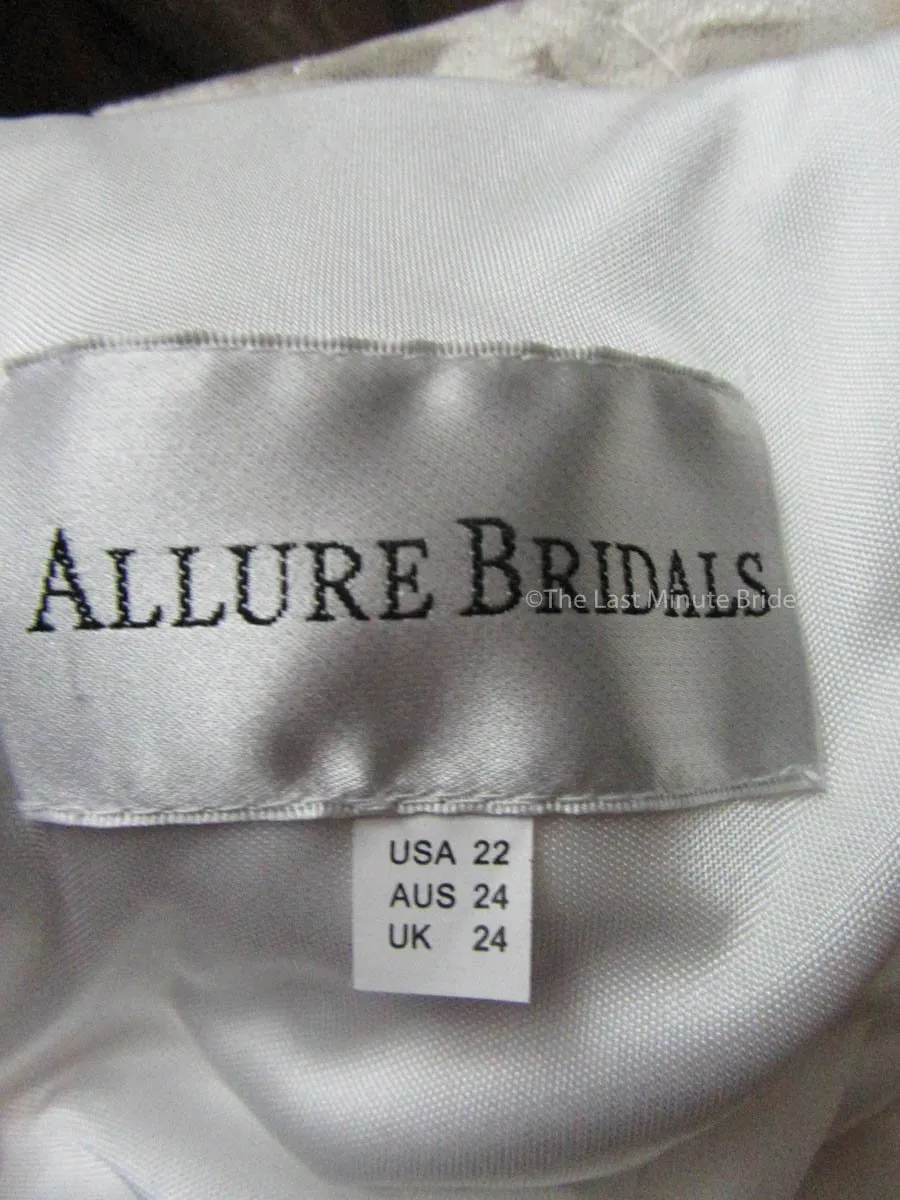 ALLURE BRIDALS
©The Last Minute Bride
USA 22
AUS 24
UK 24